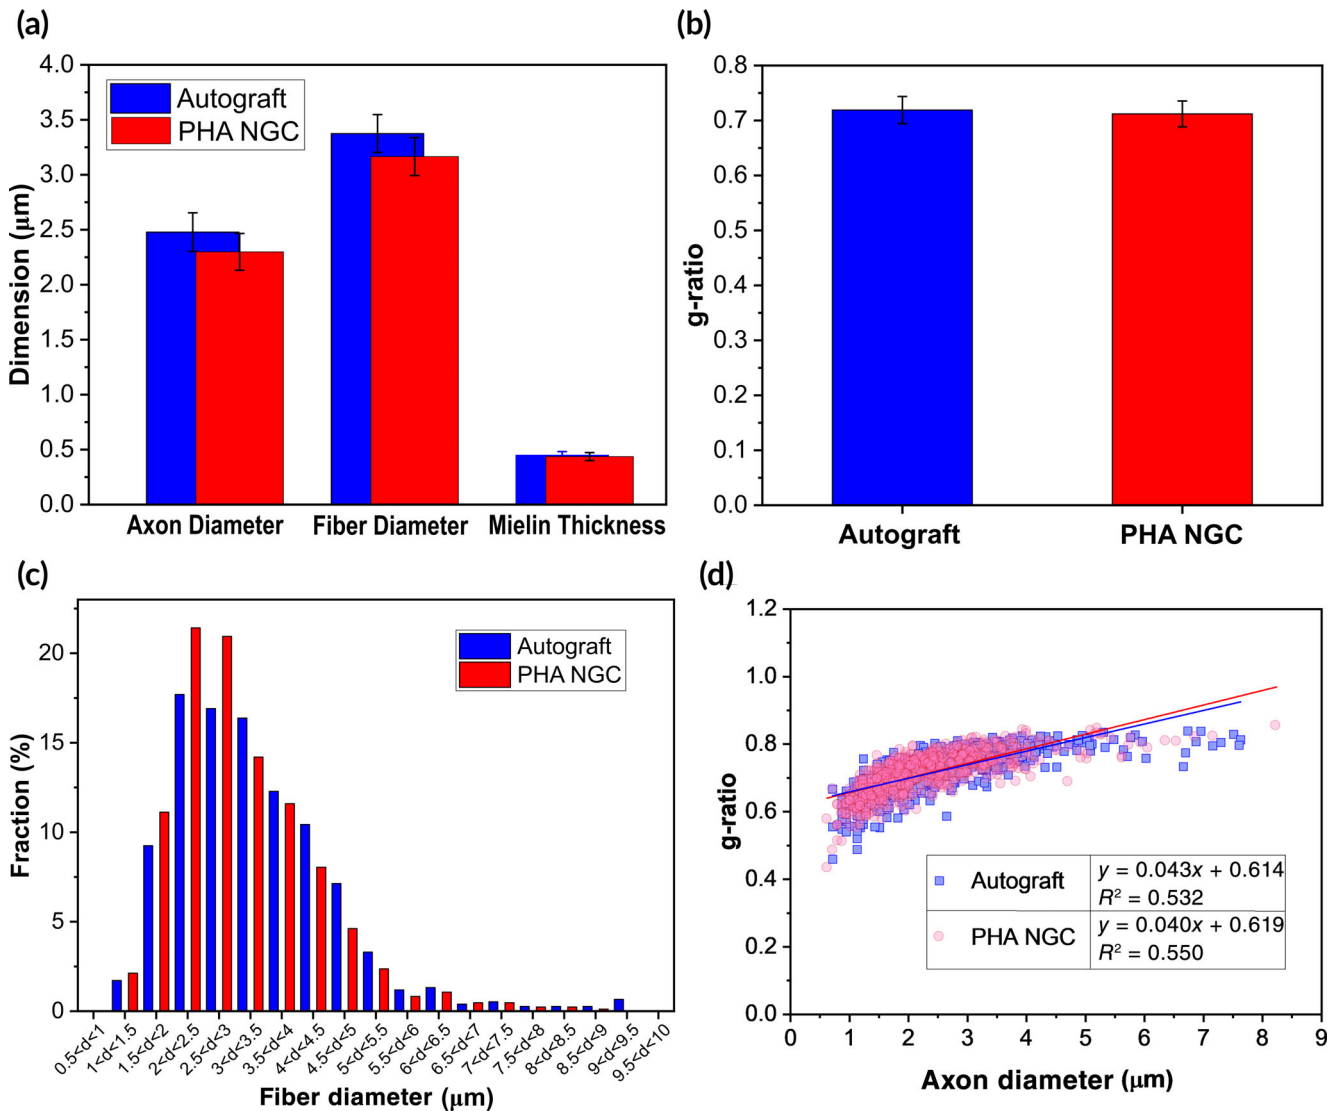 (a)
4.0
3.5
3.0
2.5
2.0
1.5
1.0
0.5
0.0
Dimension (μm)
Autograft
PHA NGC
Axon Diameter
Fiber Diameter
Mielin Thickness
(b)
0.8
0.7
0.6
0.5
0.4
0.3
0.2
0.1
0.0
g-ratio
Autograft
PHA NGC
(c)
20
15
10
5
0
Fraction (%)
Autograft
PHA NGC
0.5<d<1
1<d<1.5
1.5<d<2
2<d<2.5
2.5<d<3
3<d<3.5
3.5<d<4
4<d<4.5
4.5<d<5
5<d<5.5
5.5<d<6
6<d<6.5
6.5<d<7
7<d<7.5
7.5<d<8
8<d<8.5
8.5<d<9
9<d<9.5
9.5<d<10
Fiber diameter (μm)
(d)
1.2
1.0
0.8
0.6
0.4
0.2
0.0
g-ratio
Autograft
y = 0.043x + 0.614
R² = 0.532
PHA NGC
y = 0.040x + 0.619
R² = 0.550
0 1 2 3 4 5 6 7 8 9
Axon diameter (μm)